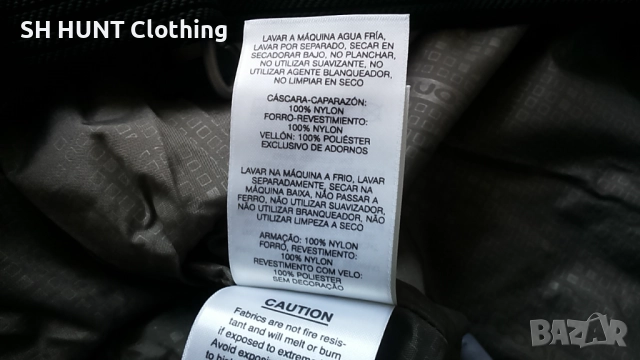 SH HUNT Clothing
LAVAR A MÁQUINA AGUA FRÍA,
LAVAR POR SEPARADO, SECAR EN
SECADORAR BAJO, NO PLANCHAR,
NO UTILIZAR SUAVIZANTE, NO
UTILIZAR AGENTE BLANQUEADOR,
NO LIMPIAR EN SECO
CÁSCARA-CAPARAZÓN:
100% NYLON
FORRO-REVESTIMIENTO:
100% NYLON
VELLÓN: 100% POLIÉSTER
EXCLUSIVO DE ADORNOS
LAVAR NA MÁQUINA A FRIO, LAVAR
SEPARADAMENTE, SECAR NA
MÁQUINA BAIXA, NÃO PASSAR A
FERRO, NÃO UTILIZAR SUAVIZADOR,
NÃO UTILIZAR BRANQUEADOR, NÃO
UTILIZAR LIMPEZA A SECO
ARMAÇÃO: 100% NYLON
FORRO, REVESTIMENTO:
100% NYLON
REVESTIMENTO COM VELO:
100% POLIESTER
SEM DECORAÇÃO
CAUTION
Fabrics are not fire resis-
tant and will melt or burn
if exposed to extreme
Avoid
BAZAR